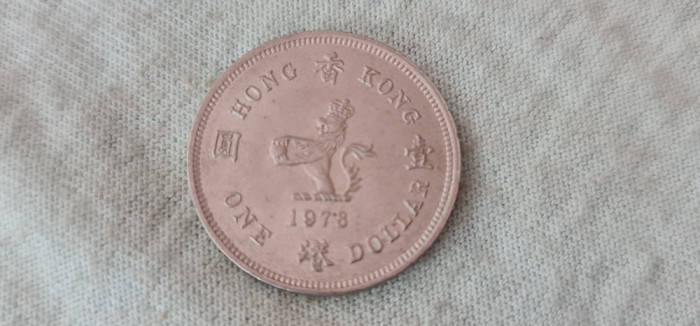 HONG KONG
香
港
壹
圓
1973
ONE DOLLAR